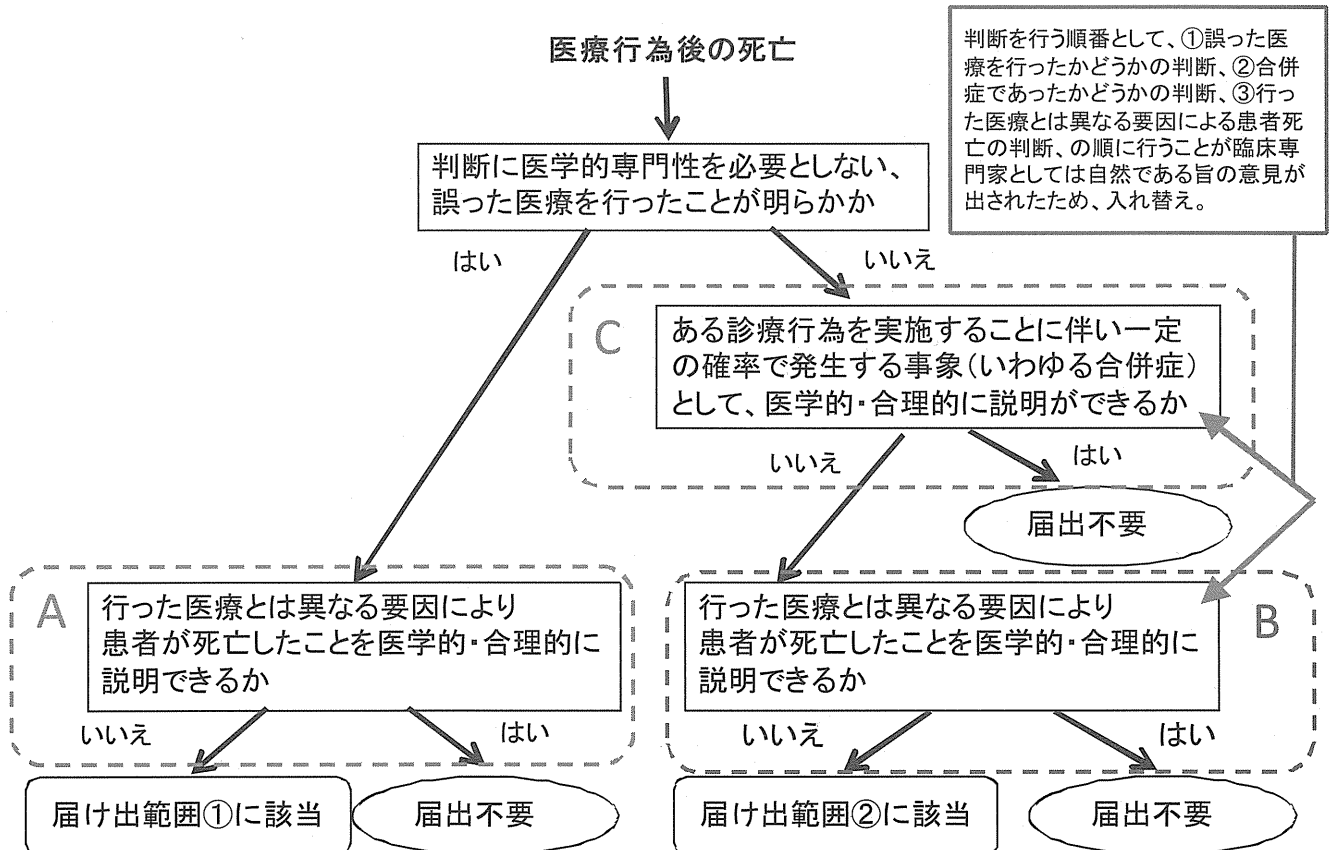 医療行為後の死亡
判断を行う順番として、①誤った医
療を行ったかどうかの判断、②合併
症であったかどうかの判断、③行っ
た医療とは異なる要因による患者死
亡の判断、の順に行うことが臨床専
門家としては自然である旨の意見が
出されたため、入れ替え。
判断に医学的専門性を必要としない、
誤った医療を行ったことが明らかか
はい
いいえ
C
ある診療行為を実施することに伴い一定
の確率で発生する事象(いわゆる合併症)
として、医学的・合理的に説明ができるか
いいえ
はい
届出不要
A
行った医療とは異なる要因により
患者が死亡したことを医学的・合理的に
説明できるか
いいえ
はい
届け出範囲①に該当
届出不要
B
行った医療とは異なる要因により
患者が死亡したことを医学的・合理的に
説明できるか
いいえ
はい
届け出範囲②に該当
届出不要